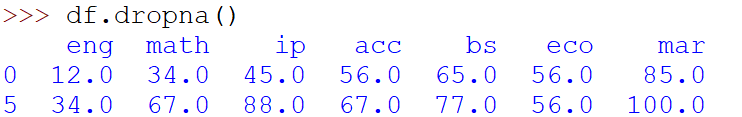 >>> df.dropna()
eng math ip acc bs eco mar
0 12.0 34.0 45.0 56.0 65.0 56.0 85.0
5 34.0 67.0 88.0 67.0 77.0 56.0 100.0